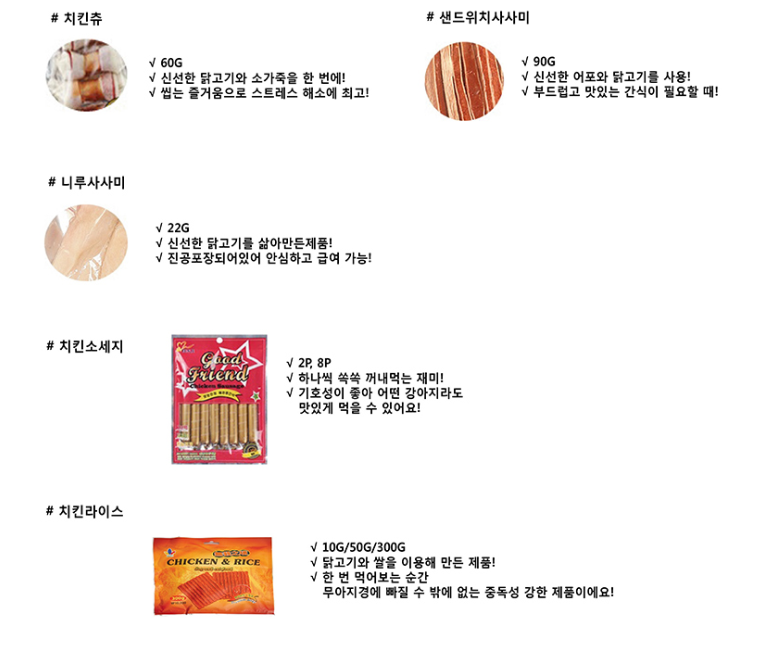 # 치킨츄
√ 60G
√ 신선한 닭고기와 소가죽을 한 번에!
√ 씹는 즐거움으로 스트레스 해소에 최고!
# 샌드위치사사미
√ 90G
√ 신선한 어포와 닭고기를 사용!
√ 부드럽고 맛있는 간식이 필요할 때!
# 니루사사미
√ 22G
√ 신선한 닭고기를 삶아만든제품!
√ 진공포장되어있어 안심하고 급여 가능!
# 치킨소세지
Good
Friend
Chicken Sausage
√ 2P, 8P
√ 하나씩 쏙쏙 꺼내먹는 재미!
√ 기호성이 좋아 어떤 강아지라도
맛있게 먹을 수 있어요!
# 치킨라이스
CHICKEN & RICE
√ 10G/50G/300G
√ 닭고기와 쌀을 이용해 만든 제품!
√ 한 번 먹어보는 순간
무아지경에 빠질 수 밖에 없는 중독성 강한 제품이에요!